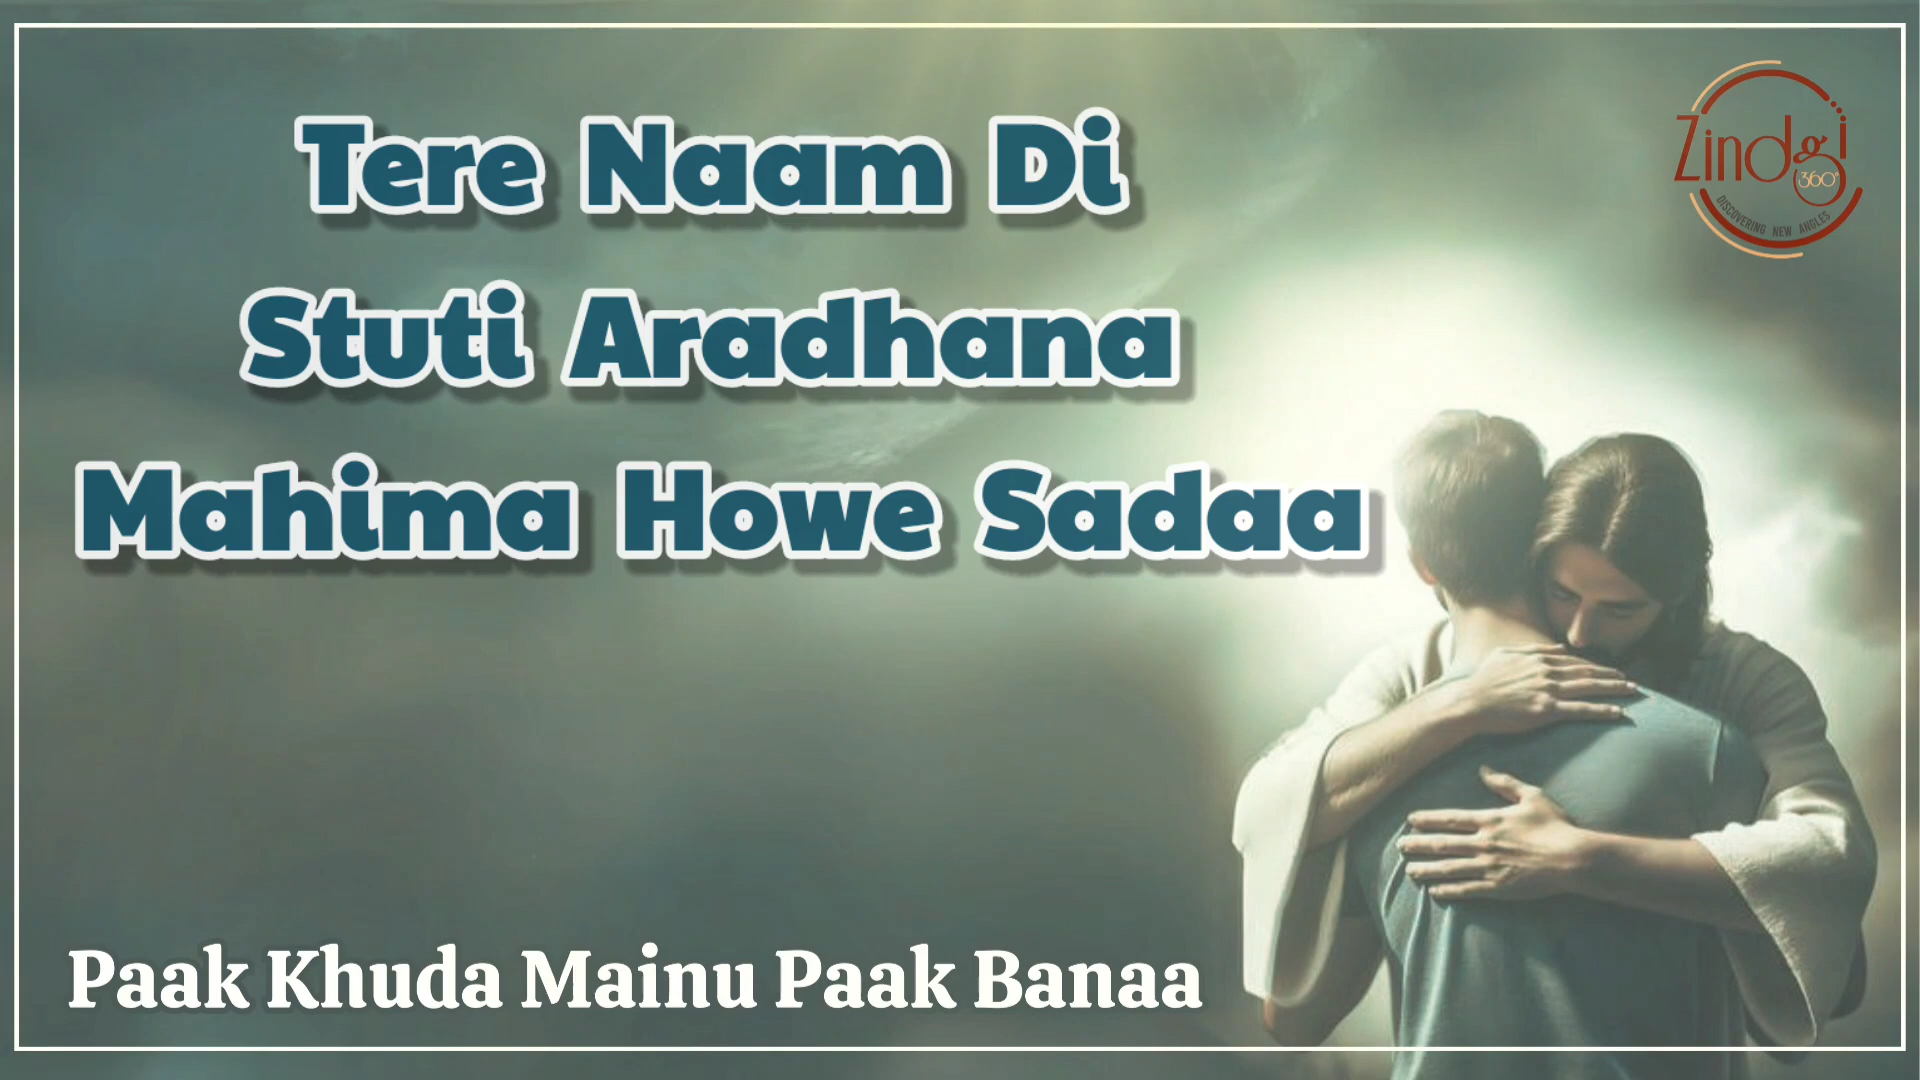 Tere Naam Di
Stuti Aradhana
Mahima Howe Sadaa
Zindgi
360°
DISCOVERING NEW ANGLES
Paak Khuda Mainu Paak Banaa